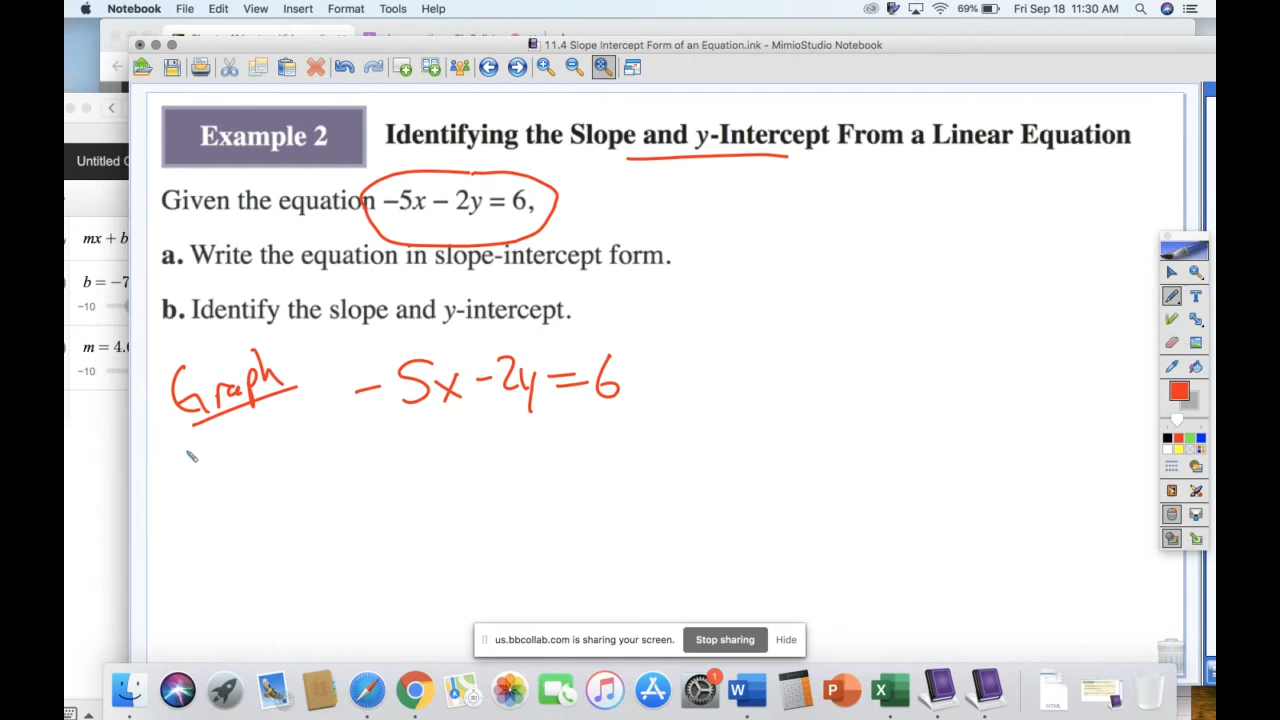 Notebook File Edit View Insert Format Tools Help 69% Fri Sep 18 11:30 AM
11.4 Slope Intercept Form of an Equation.ink - MimioStudio Notebook
Example 2 Identifying the Slope and y-Intercept From a Linear Equation
Untitled
Given the equation −5x − 2y = 6,
mx + b
a. Write the equation in slope-intercept form.
b = −7
-10
b. Identify the slope and y-intercept.
m = 4.
-10
Graph -5x-2y=6
us.bbcollab.com is sharing your screen. Stop sharing Hide